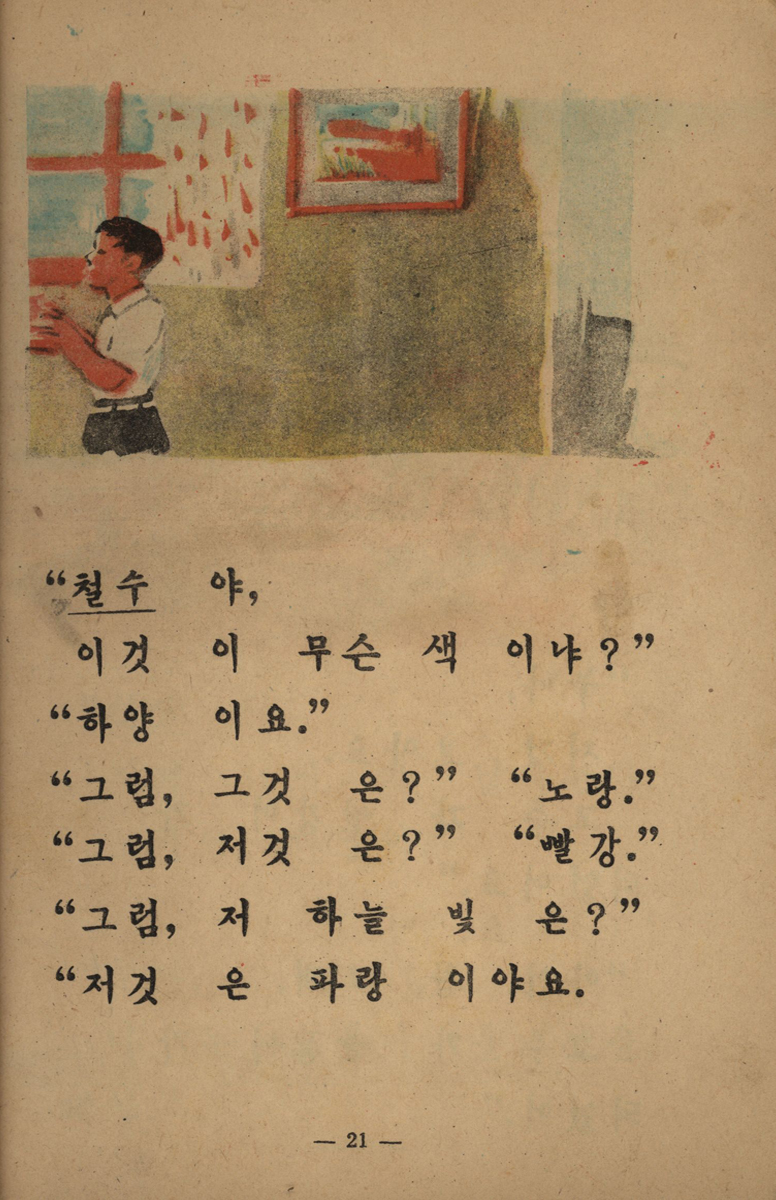 “철수 야,
이것 이 무슨 색 이냐?”
“하양 이요.”
“그럼, 그것 은?” “노랑.”
“그럼, 저것 은?” “빨강.”
“그럼, 저 하늘 빛 은?”
“저것 은 파랑 이야요.
— 21 —